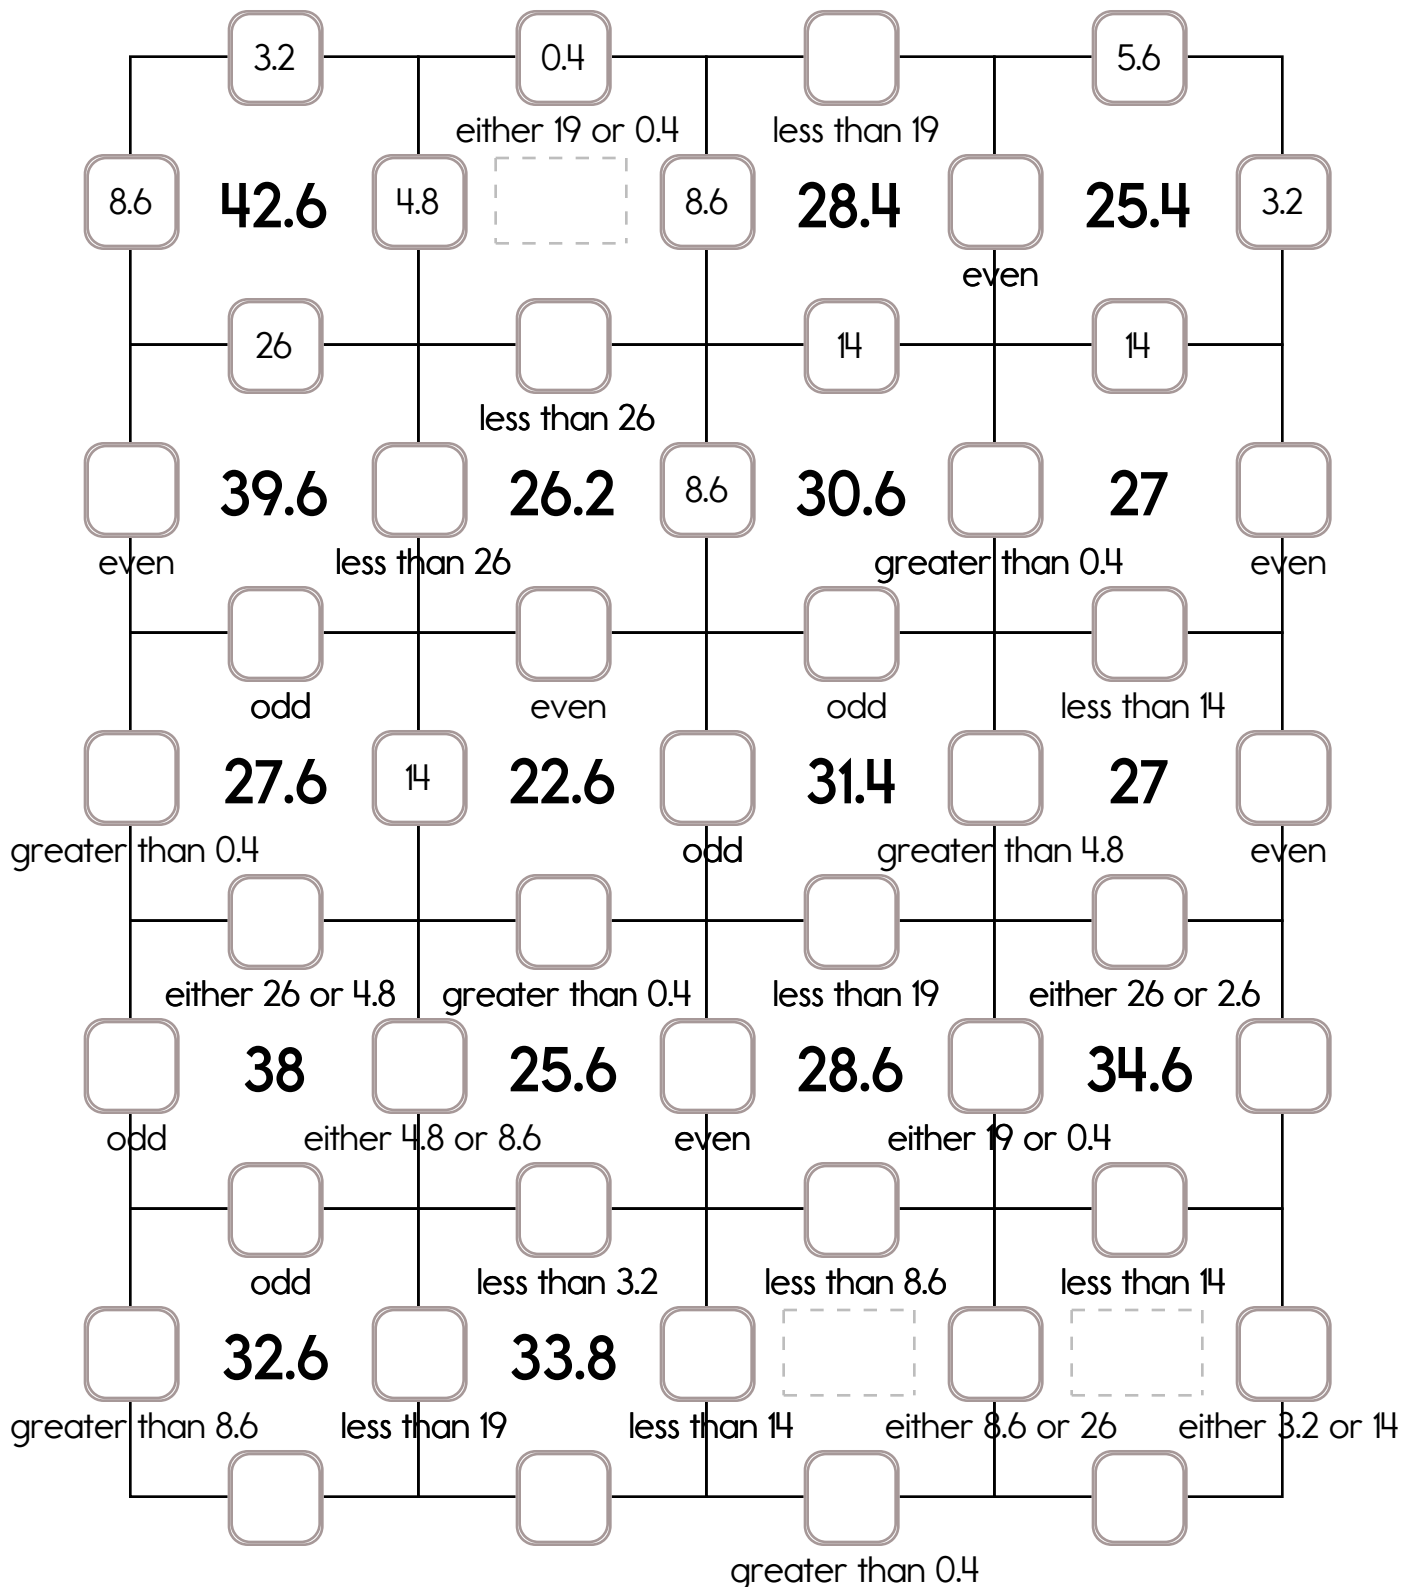 3.2 0.4 5.6
either 19 or 0.4 less than 19
8.6 42.6 4.8 8.6 28.4 25.4 3.2
even
26 14 14
less than 26
39.6 26.2 8.6 30.6 27
even less than 26 greater than 0.4 even
odd even odd less than 14
27.6 14 22.6 31.4 27
greater than 0.4 odd greater than 4.8 even
either 26 or 4.8 greater than 0.4 less than 19 either 26 or 2.6
38 25.6 28.6 34.6
odd either 4.8 or 8.6 even either 19 or 0.4
odd less than 3.2 less than 8.6 less than 14
32.6 33.8
greater than 8.6 less than 19 less than 14 either 8.6 or 26 either 3.2 or 14
greater than 0.4